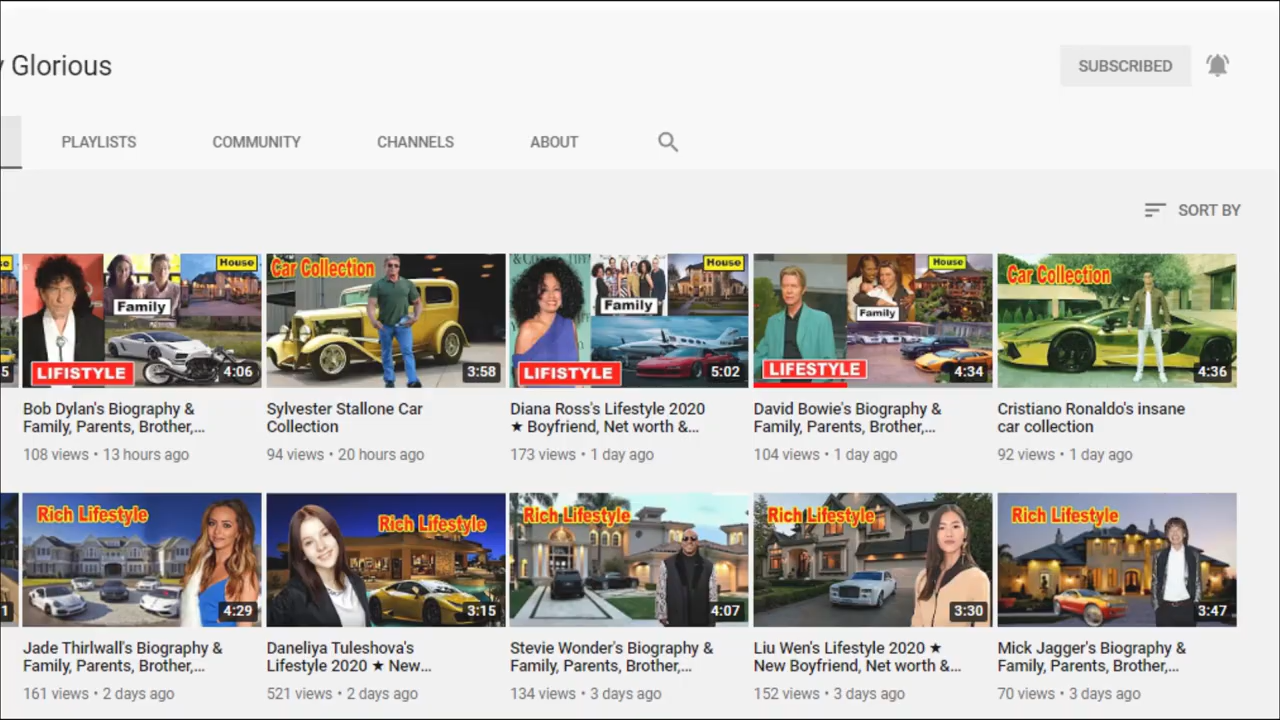 y Glorious
SUBSCRIBED
PLAYLISTS COMMUNITY CHANNELS ABOUT
SORT BY
House
Family
LIFISTYLE
4:06
Car Collection
3:58
House
Family
LIFISTYLE
5:02
House
Family
LIFESTYLE
4:34
Car Collection
4:36
5
Bob Dylan's Biography &
Family, Parents, Brother,...
108 views • 13 hours ago
Sylvester Stallone Car
Collection
94 views • 20 hours ago
Diana Ross's Lifestyle 2020
★ Boyfriend, Net worth &...
173 views • 1 day ago
David Bowie's Biography &
Family, Parents, Brother,...
104 views • 1 day ago
Cristiano Ronaldo's insane
car collection
92 views • 1 day ago
1
Rich Lifestyle
4:29
Rich Lifestyle
3:15
Rich Lifestyle
4:07
Rich Lifestyle
3:30
Rich Lifestyle
3:47
Jade Thirlwall's Biography &
Family, Parents, Brother,...
161 views • 2 days ago
Daneliya Tuleshova's
Lifestyle 2020 ★ New...
521 views • 2 days ago
Stevie Wonder's Biography &
Family, Parents, Brother,...
134 views • 3 days ago
Liu Wen's Lifestyle 2020 ★
New Boyfriend, Net worth &...
152 views • 3 days ago
Mick Jagger's Biography &
Family, Parents, Brother,...
70 views • 3 days ago